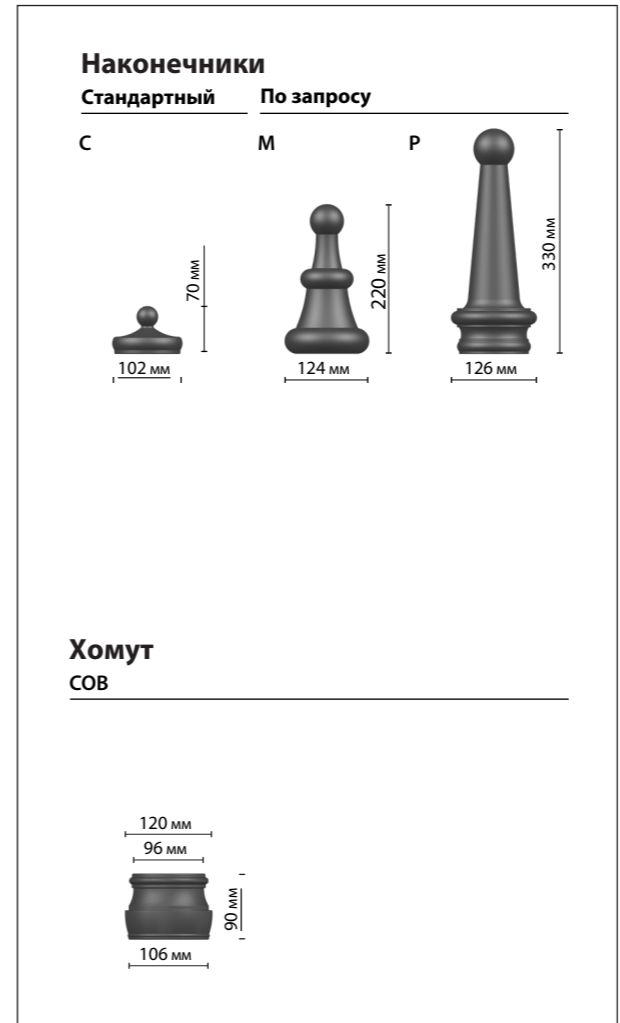 Наконечники
Стандартный
По запросу
С
М
Р
70 мм
220 мм
330 мм
102 мм
124 мм
126 мм
Хомут
СОВ
120 мм
96 мм
90 мм
106 мм